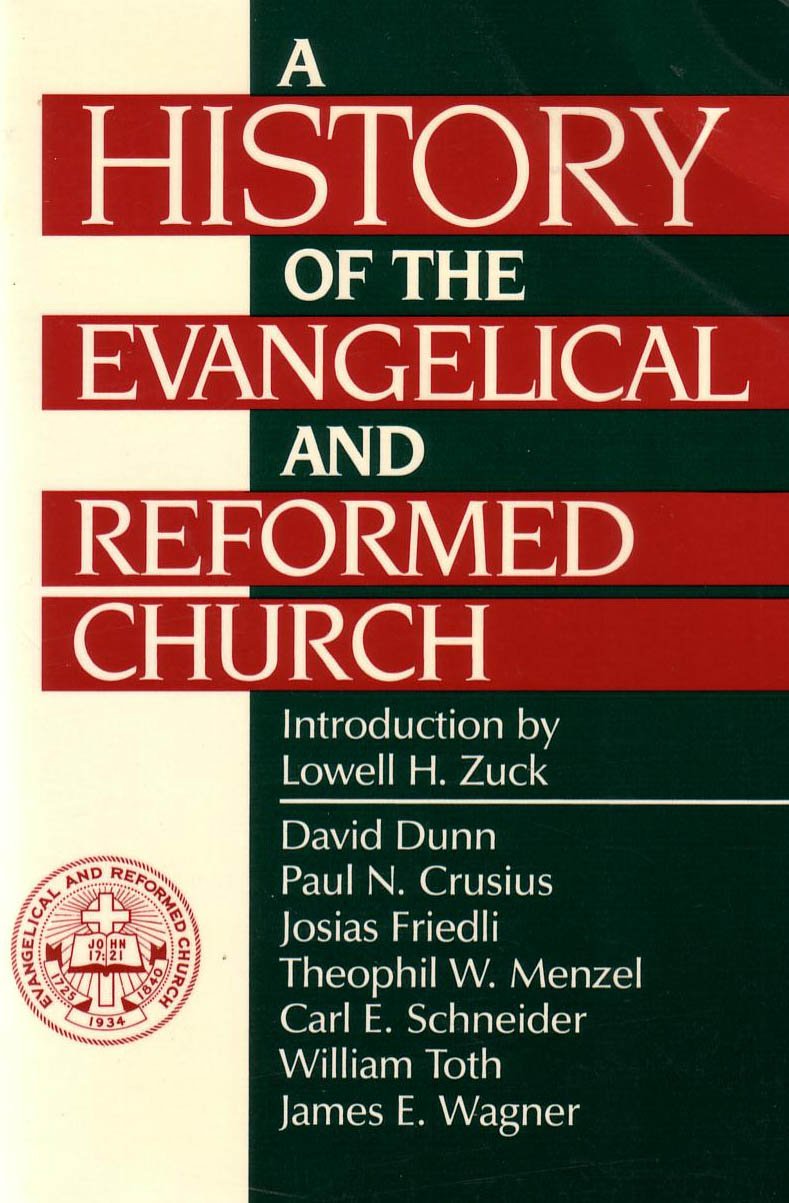 A
HISTORY
OF THE
EVANGELICAL
AND
REFORMED
CHURCH
Introduction by
Lowell H. Zuck
David Dunn
Paul N. Crusius
Josias Friedli
Theophil W. Menzel
Carl E. Schneider
William Toth
James E. Wagner
EVANGELICAL AND REFORMED CHURCH
JOHN
17:21
1725
1840
1934